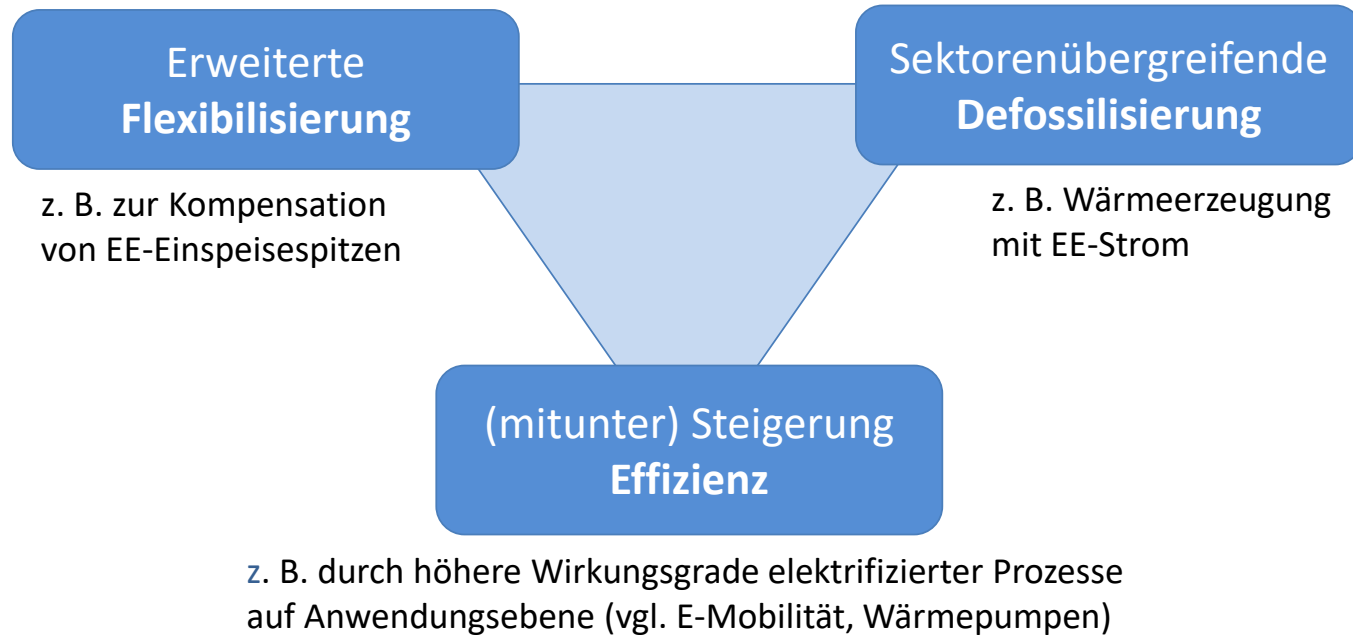 Erweiterte
Flexibilisierung
z. B. zur Kompensation
von EE-Einspeisespitzen
Sektorenübergreifende
Defossilisierung
z. B. Wärmeerzeugung
mit EE-Strom
(mitunter) Steigerung
Effizienz
z. B. durch höhere Wirkungsgrade elektrifizierter Prozesse
auf Anwendungsebene (vgl. E-Mobilität, Wärmepumpen)